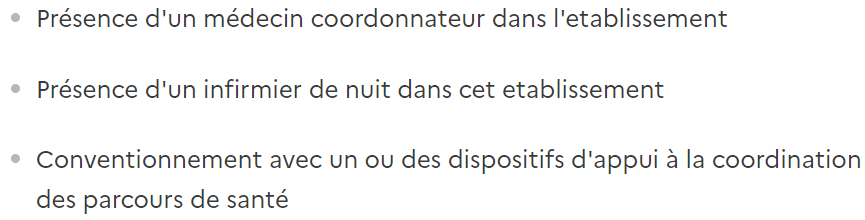 Présence d'un médecin coordonnateur dans l'etablissement
Présence d'un infirmier de nuit dans cet etablissement
Conventionnement avec un ou des dispositifs d'appui à la coordination
des parcours de santé